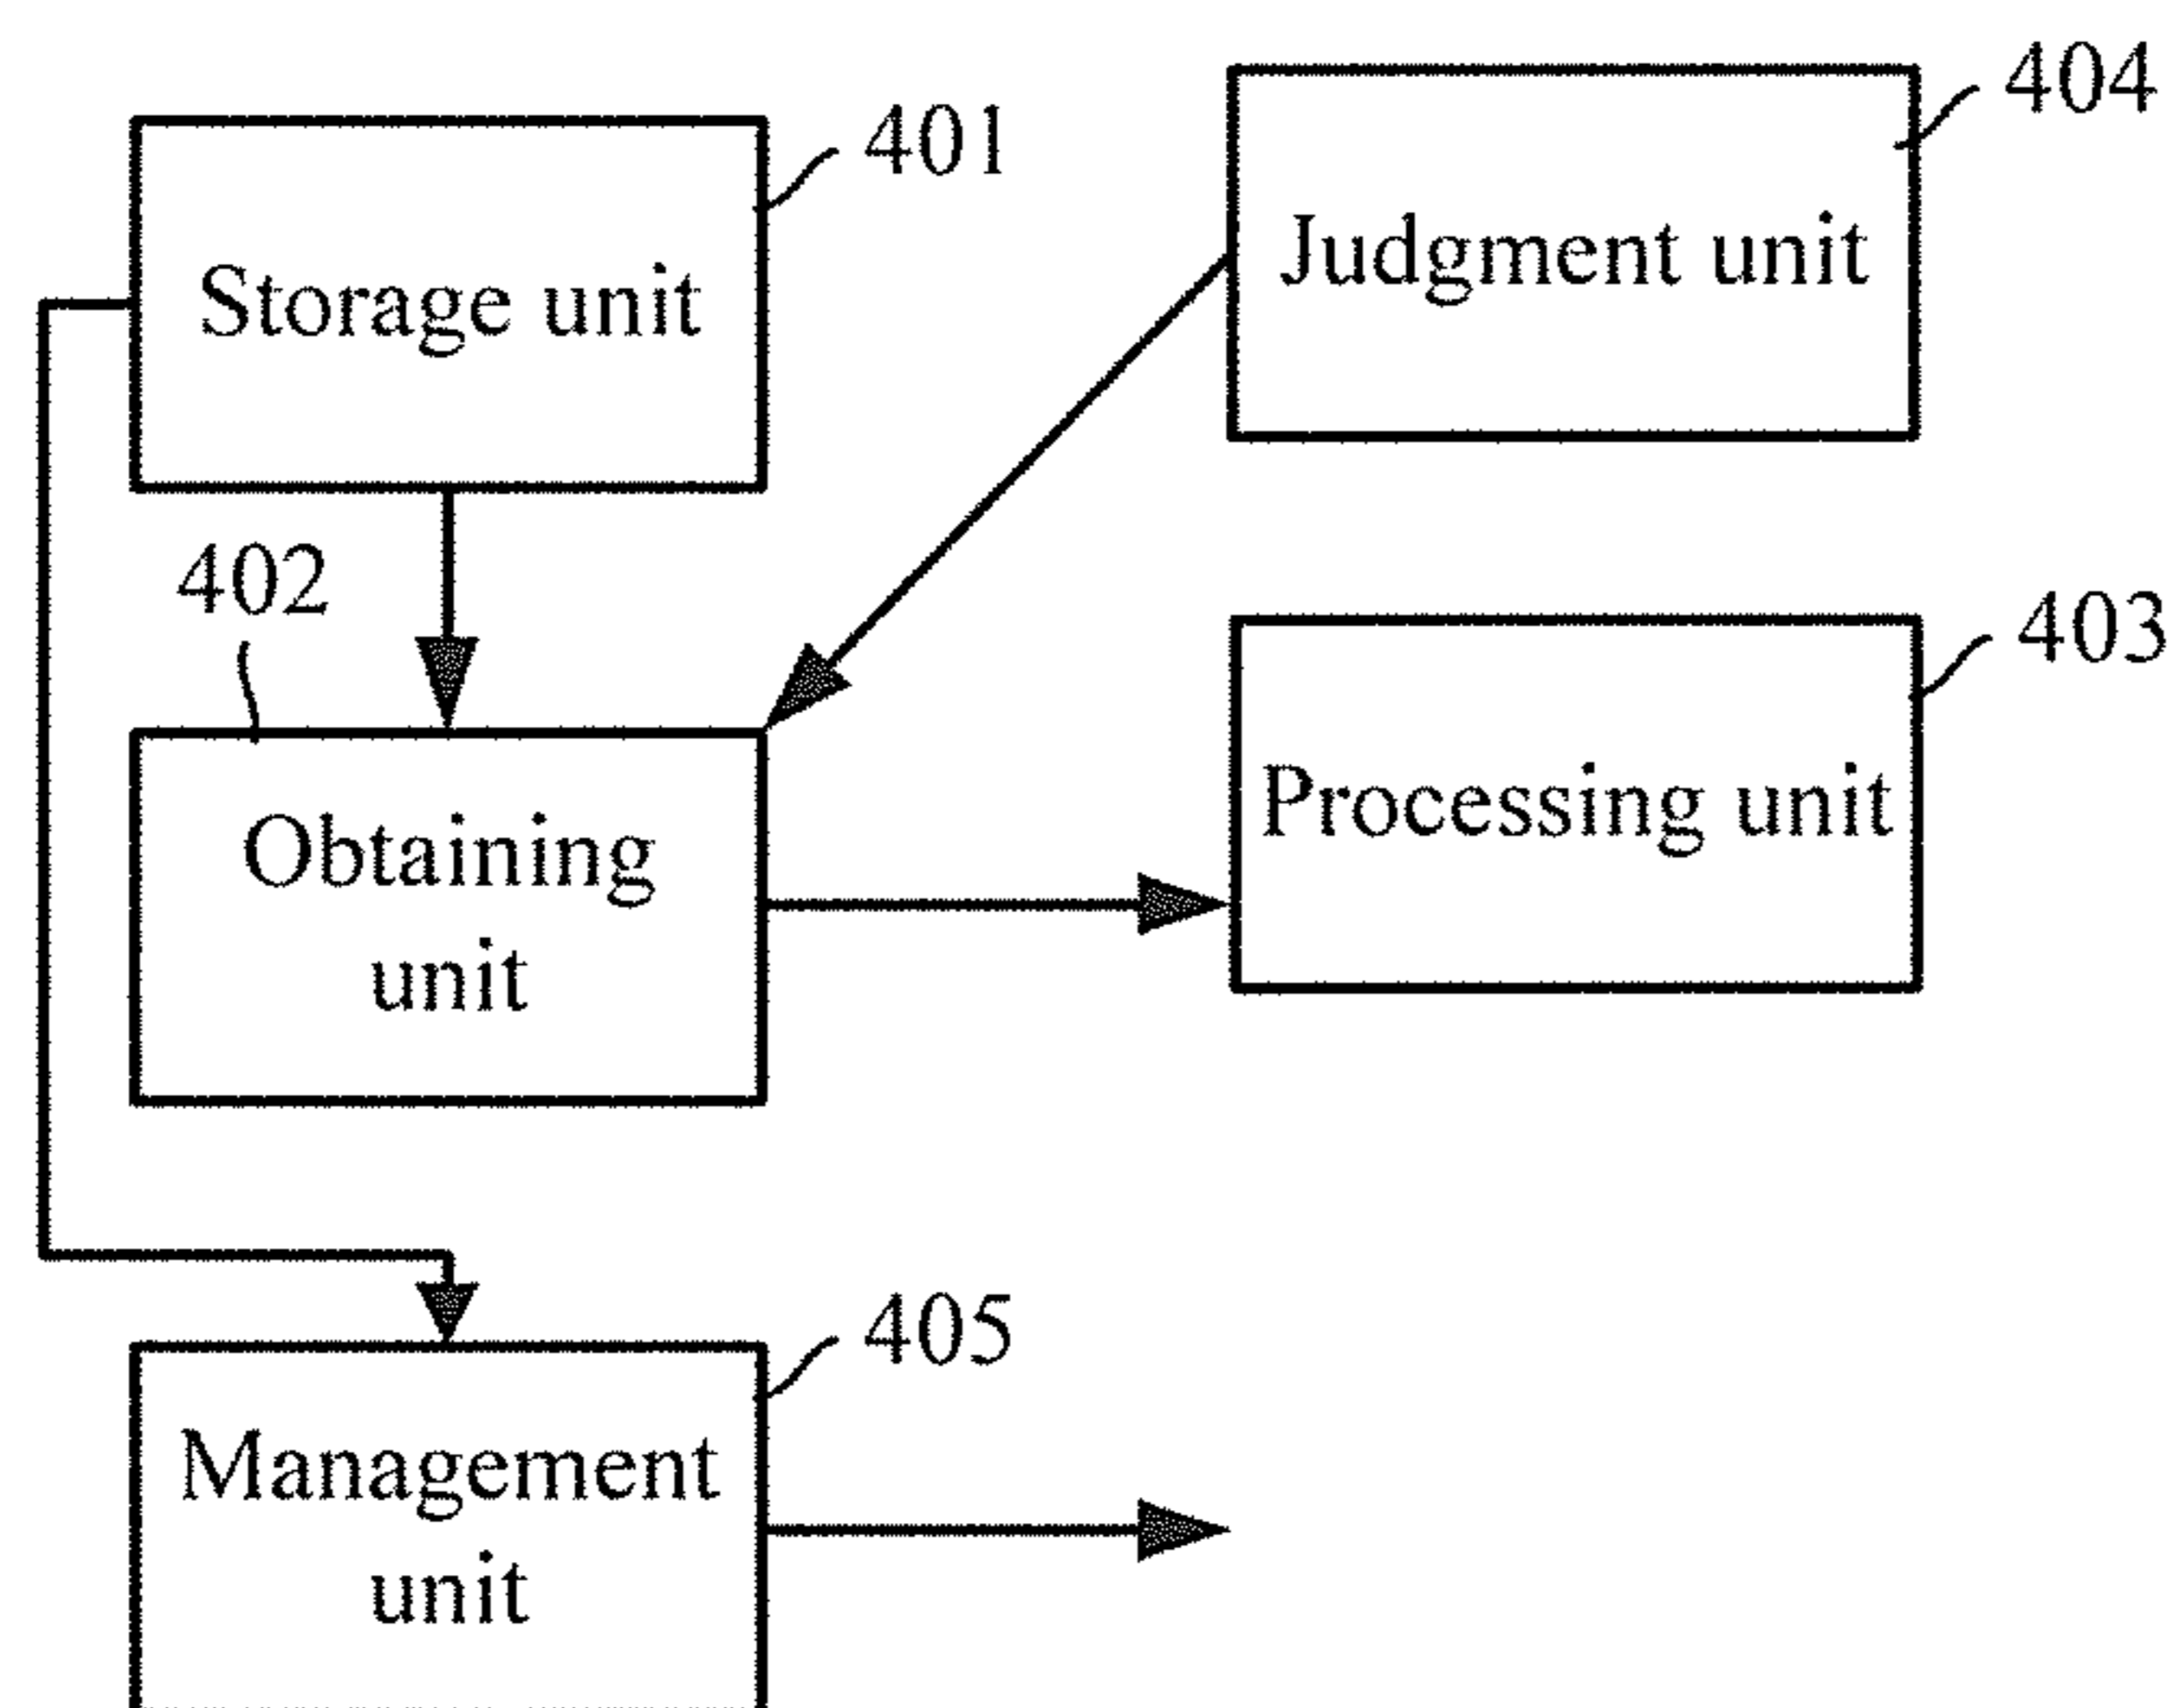 404
401
Judgment unit
Storage unit
402
403
Processing unit
Obtaining
unit
405
Management
unit